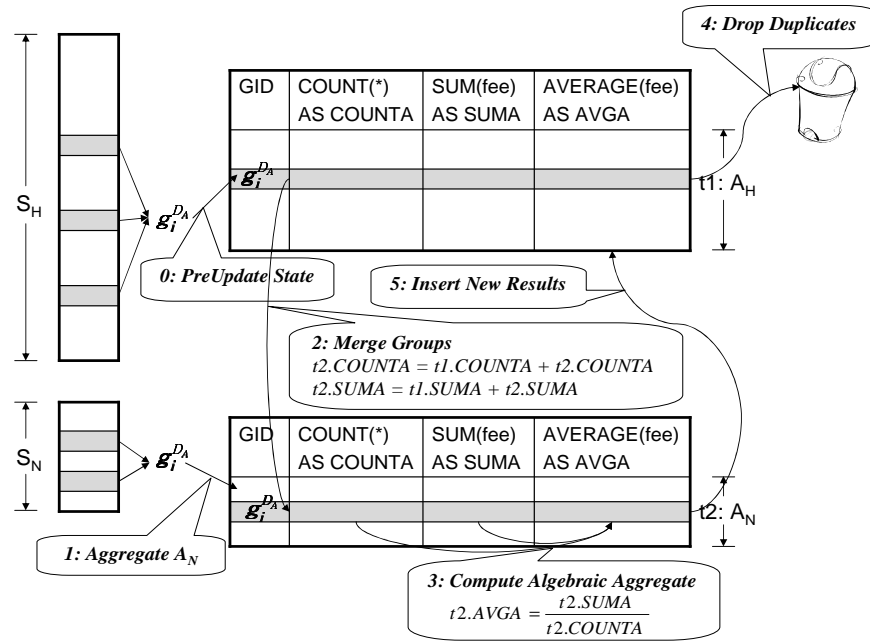 4: Drop Duplicates
S_H
GID COUNT(*) SUM(fee) AVERAGE(fee)
AS COUNTA AS SUMA AS AVGA
g_i^{D_A}
g_i^{D_A}
t1: A_H
0: PreUpdate State
5: Insert New Results
2: Merge Groups
t2.COUNTA = t1.COUNTA + t2.COUNTA
t2.SUMA = t1.SUMA + t2.SUMA
S_N
GID COUNT(*) SUM(fee) AVERAGE(fee)
AS COUNTA AS SUMA AS AVGA
g_i^{D_A}
g_i^{D_A}
t2: A_N
1: Aggregate A_N
3: Compute Algebraic Aggregate
t2.AVGA = t2.SUMA / t2.COUNTA